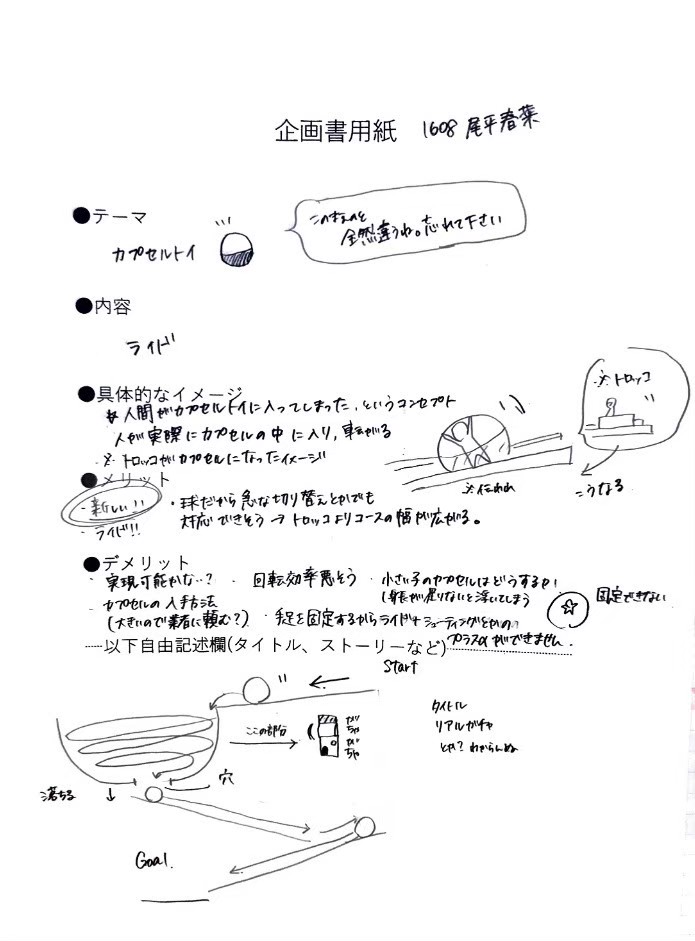 企画書用紙 1608 尾平春葉
●テーマ
カプセルトイ
全然違うね。忘れて下さい
●内容
ライド
●具体的なイメージ
人間がカプセルトイに入ってしまった、というコンセプト
人が実際にカプセルの中に入り、転がる
※トロッコがカプセルになったイメージ!!
※トロッコ
こうなる
●メリット
・新しい!!
・ライド!!
・球だから急な切り替えとかでも
対応できそう→トロッコよりコースの幅が広がる。
●デメリット
・実現可能かな..?
・回転効率悪そう
・小さい子のカプセルはどうするか!
(身長が足りないと浮いてしまう
固定できない
・カプセルの入手方法
(大きいので業者に頼む?)
・手足を固定するからライド+シューティングとかの
プラスαができません.
以下自由記述欄(タイトル、ストーリーなど)
Start
ここの部分
ガチャガチャ
穴
落ちる
Goal.
タイトル
リアルガチャ
とか?わからんぬ